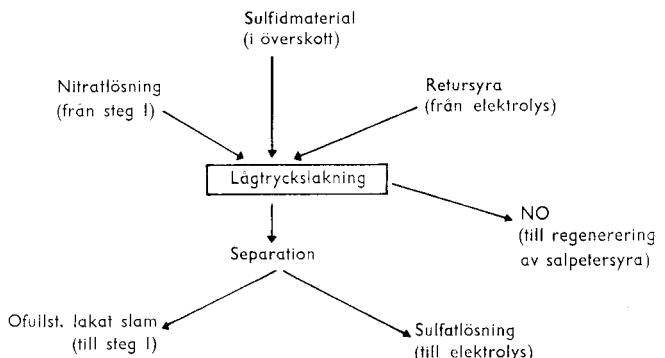 Sulfidmaterial
(i överskott)
Nitratlösning
(från steg I)
Retursyra
(från elektrolys)
Lågtryckslakning
NO
(till regenerering
av salpetersyra)
Separation
Ofullst. lakat slam
(till steg I)
Sulfatlösning
(till elektrolys)